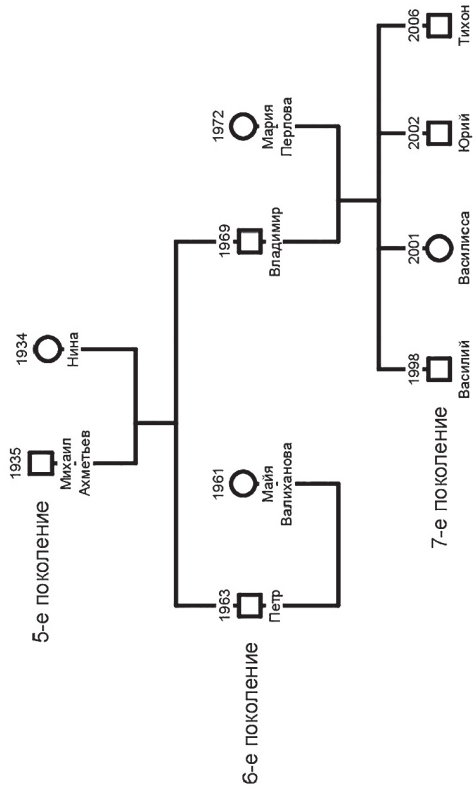 5-е поколение
1935
Михаил
Ахметьев
1934
Нина
6-е поколение
1963
Петр
1961
Майя
Валиханова
1969
Владимир
1972
Мария
Перлова
7-е поколение
1998
Василий
2001
Василисса
2002
Юрий
2006
Тихон